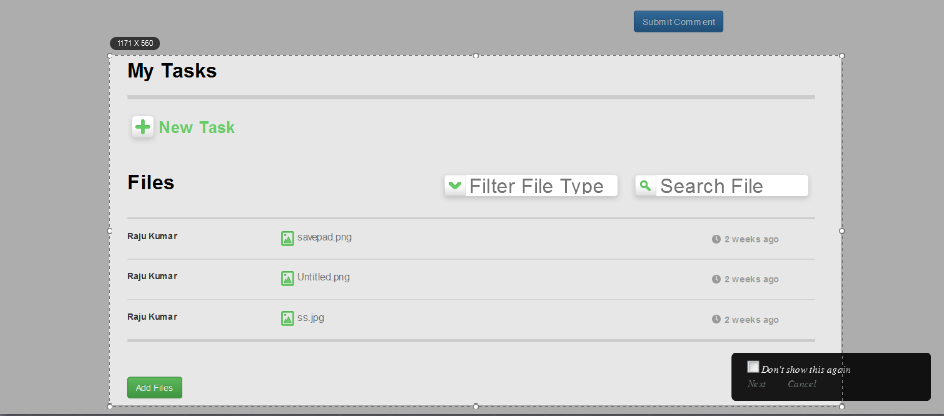 Submit Comment
1171 X 560
My Tasks
New Task
Files
Filter File Type
Search File
Raju Kumar savepad.png 2 weeks ago
Raju Kumar Untitled.png 2 weeks ago
Raju Kumar ss.jpg 2 weeks ago
Add Files
Don't show this again
Next Cancel